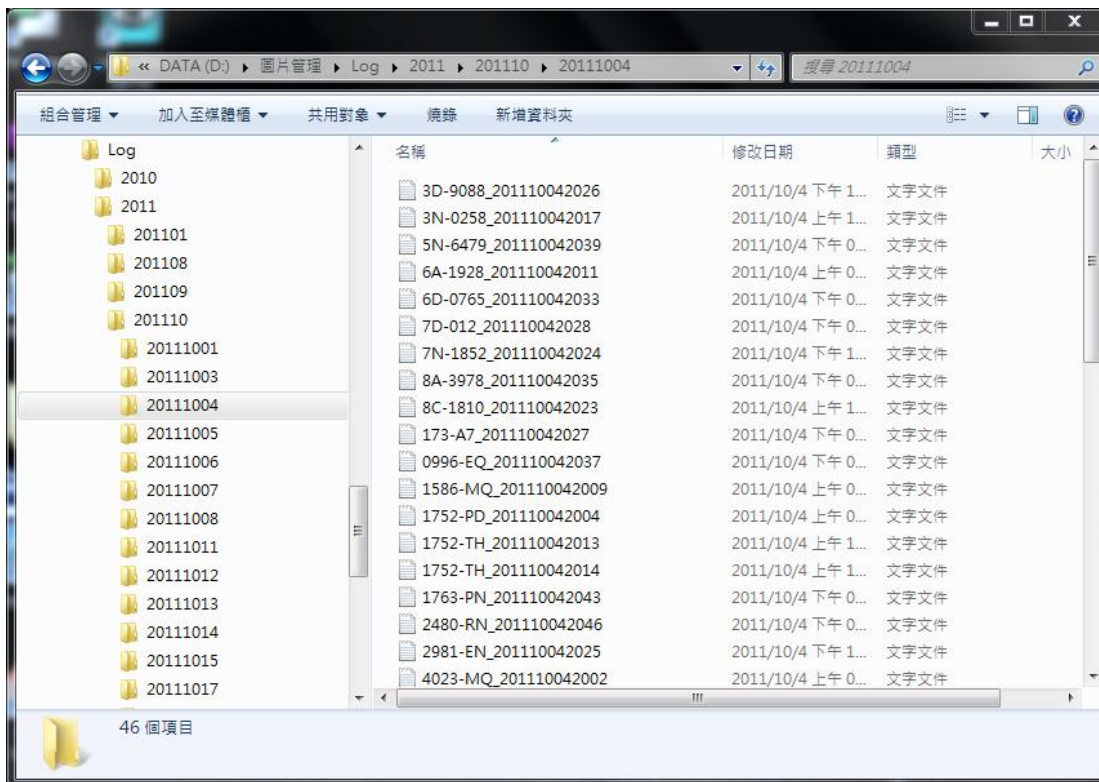 « DATA (D:) ▸ 圖片管理 ▸ Log ▸ 2011 ▸ 201110 ▸ 20111004
搜尋 20111004
組合管理 加入至媒體櫃 共用對象 燒錄 新增資料夾
Log
2010
2011
201101
201108
201109
201110
20111001
20111003
20111004
20111005
20111006
20111007
20111008
20111011
20111012
20111013
20111014
20111015
20111017
名稱 修改日期 類型 大小
3D-9088_201110042026 2011/10/4 下午 1... 文字文件
3N-0258_201110042017 2011/10/4 上午 1... 文字文件
5N-6479_201110042039 2011/10/4 下午 0... 文字文件
6A-1928_201110042011 2011/10/4 上午 0... 文字文件
6D-0765_201110042033 2011/10/4 下午 0... 文字文件
7D-012_201110042028 2011/10/4 下午 0... 文字文件
7N-1852_201110042024 2011/10/4 下午 1... 文字文件
8A-3978_201110042035 2011/10/4 下午 0... 文字文件
8C-1810_201110042023 2011/10/4 上午 1... 文字文件
173-A7_201110042027 2011/10/4 下午 0... 文字文件
0996-EQ_201110042037 2011/10/4 下午 0... 文字文件
1586-MQ_201110042009 2011/10/4 上午 0... 文字文件
1752-PD_201110042004 2011/10/4 上午 0... 文字文件
1752-TH_201110042013 2011/10/4 上午 1... 文字文件
1752-TH_201110042014 2011/10/4 上午 1... 文字文件
1763-PN_201110042043 2011/10/4 下午 0... 文字文件
2480-RN_201110042046 2011/10/4 下午 0... 文字文件
2981-EN_201110042025 2011/10/4 下午 1... 文字文件
4023-MQ_201110042002 2011/10/4 上午 0... 文字文件
46 個項目